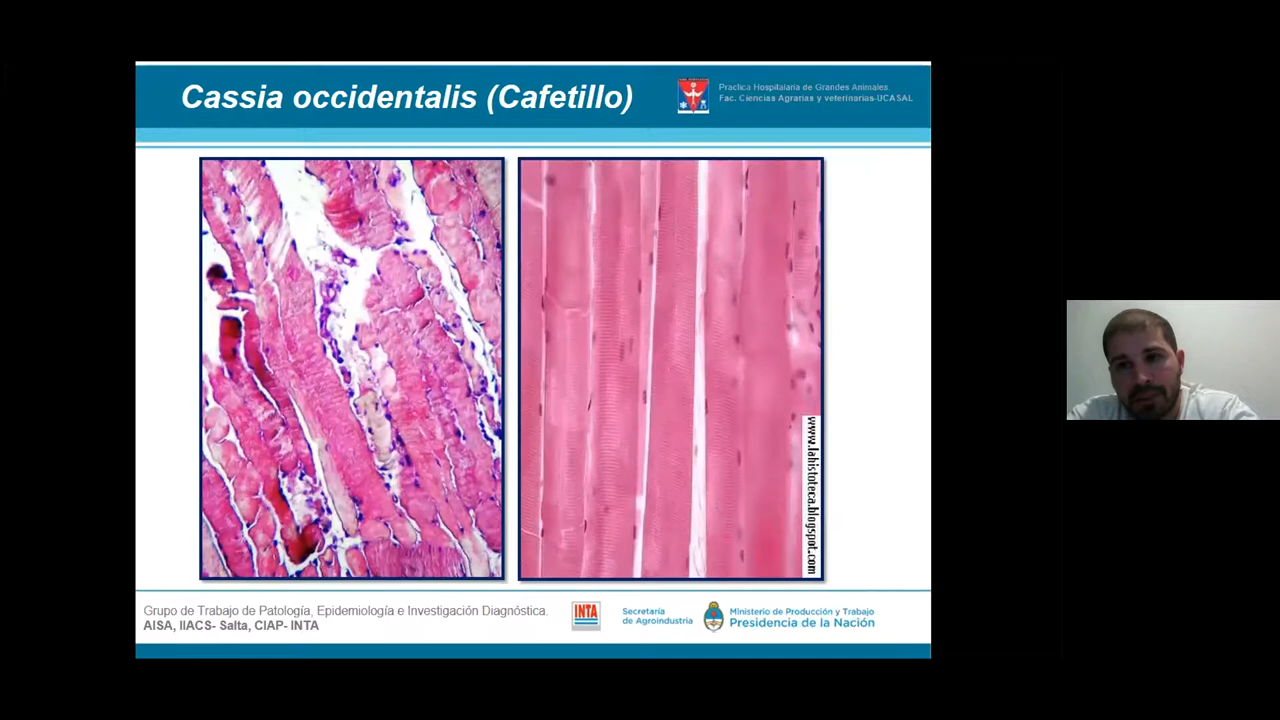 Cassia occidentalis (Cafetillo)
Practica Hospitalaria de Grandes Animales.
Fac. Ciencias Agrarias y veterinarias-UCASAL
www.lahistoteca.blogspot.com
Grupo de Trabajo de Patología, Epidemiología e Investigación Diagnóstica.
AISA, IIACS- Salta, CIAP- INTA
INTA
Secretaría
de Agroindustria
Ministerio de Producción y Trabajo
Presidencia de la Nación